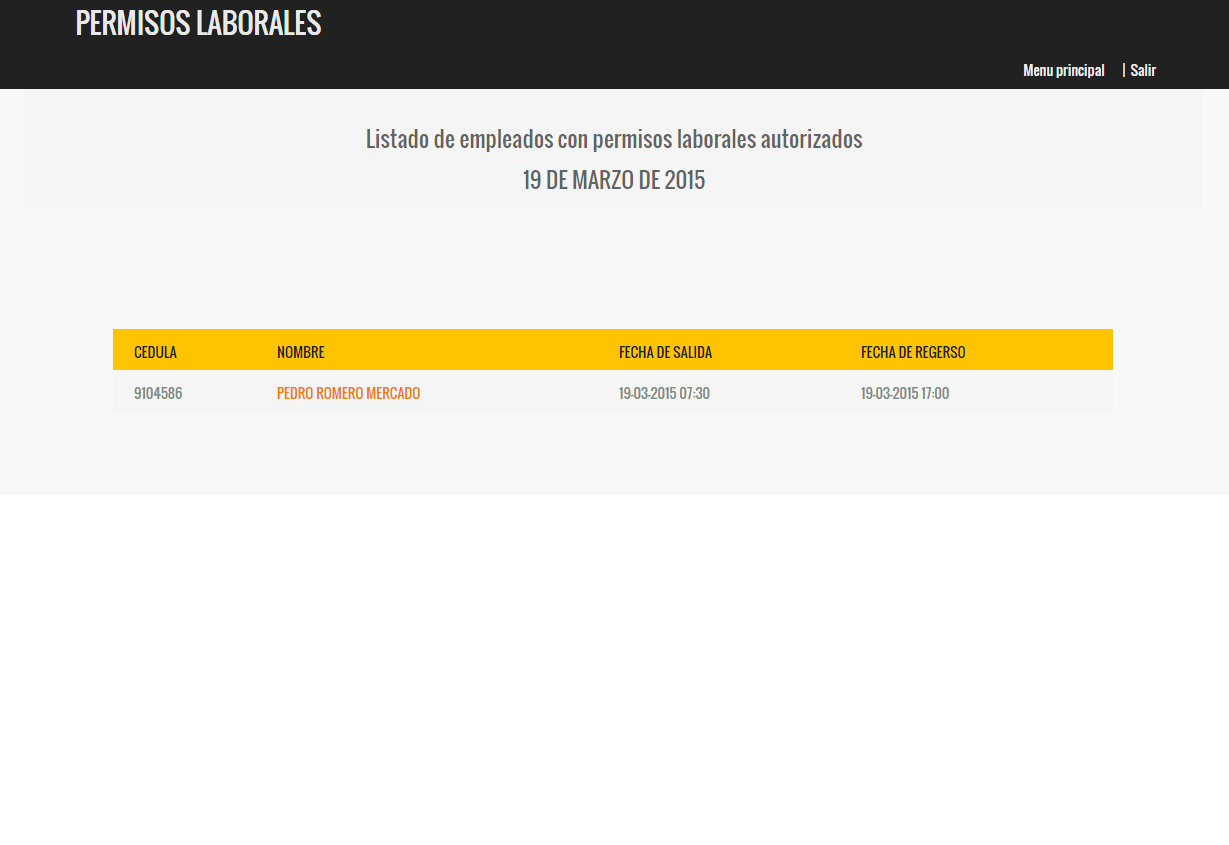 PERMISOS LABORALES
Menu principal | Salir
Listado de empleados con permisos laborales autorizados
19 DE MARZO DE 2015
CEDULA NOMBRE FECHA DE SALIDA FECHA DE REGERSO
9104586 PEDRO ROMERO MERCADO 19-03-2015 07:30 19-03-2015 17:00